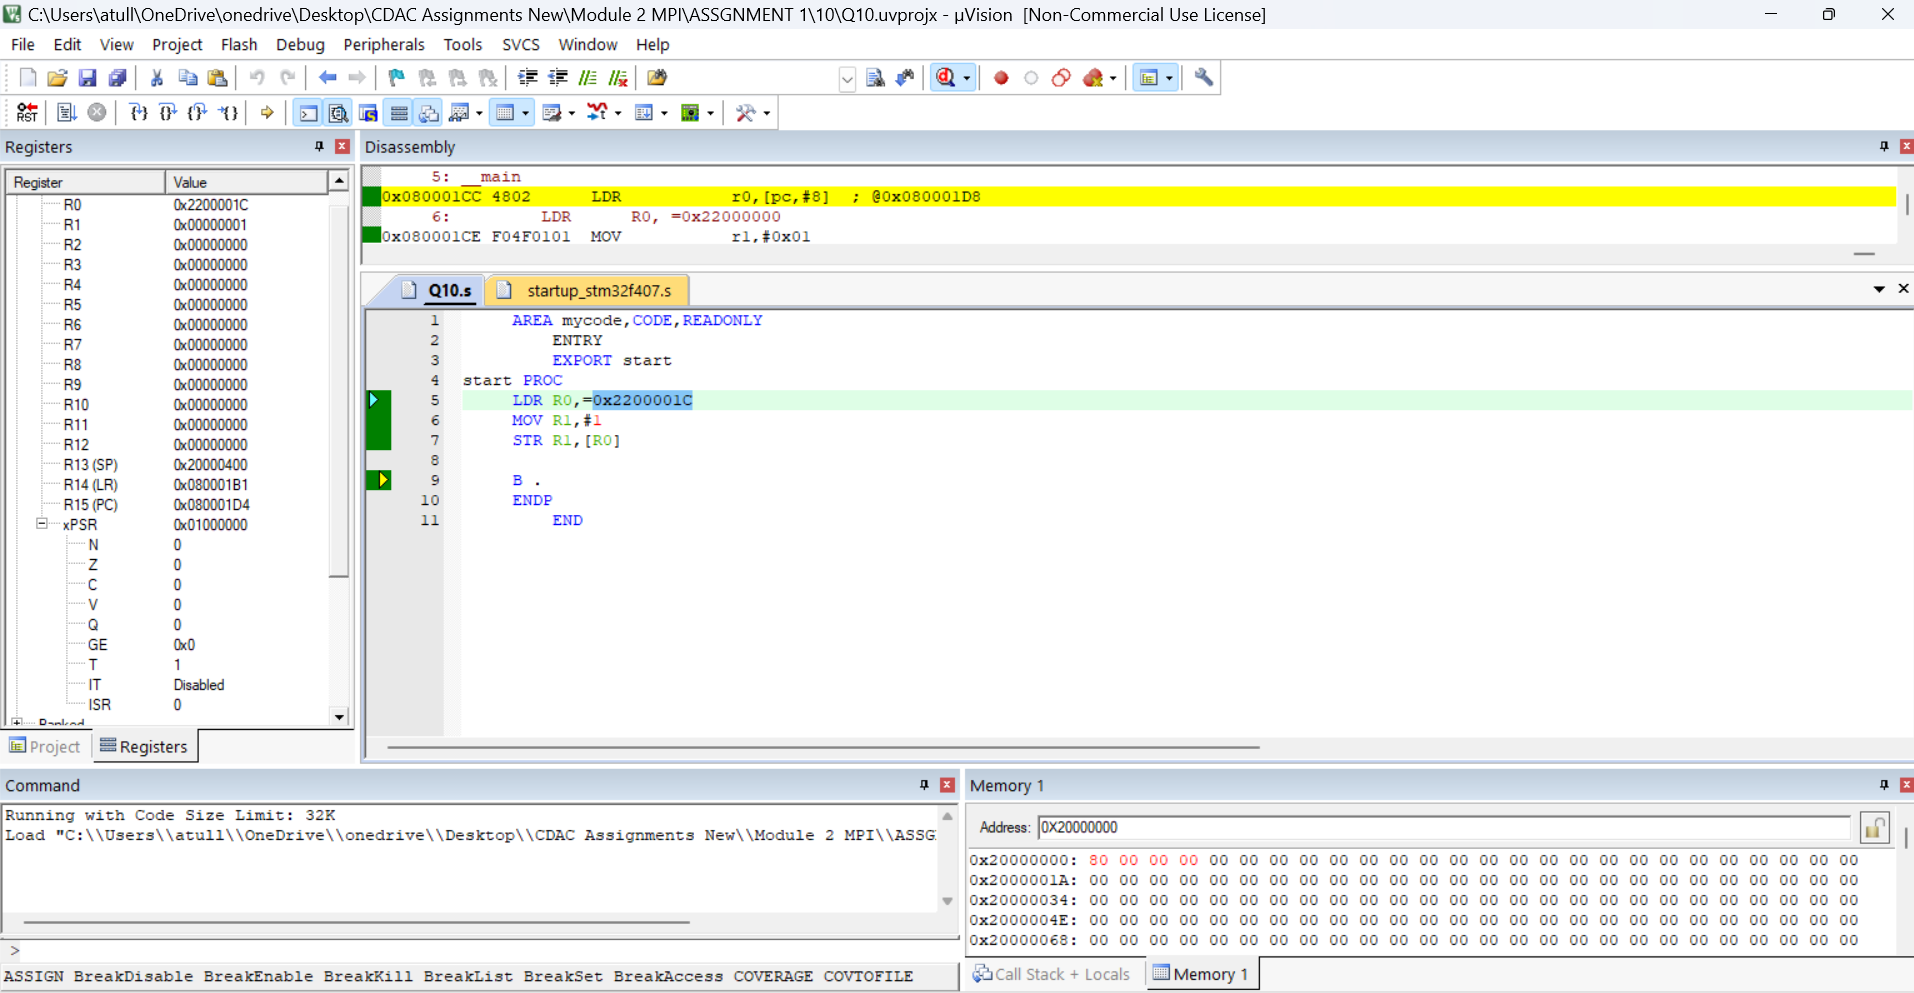 C:\Users\atull\OneDrive\onedrive\Desktop\CDAC Assignments New\Module 2 MPI\ASSGNMENT 1\10\Q10.uvprojx - µVision [Non-Commercial Use License]
File Edit View Project Flash Debug Peripherals Tools SVCS Window Help
RST
Registers
Register Value
R0 0x2200001C
R1 0x00000001
R2 0x00000000
R3 0x00000000
R4 0x00000000
R5 0x00000000
R6 0x00000000
R7 0x00000000
R8 0x00000000
R9 0x00000000
R10 0x00000000
R11 0x00000000
R12 0x00000000
R13 (SP) 0x20000400
R14 (LR) 0x080001B1
R15 (PC) 0x080001D4
xPSR 0x01000000
N 0
Z 0
C 0
V 0
Q 0
GE 0x0
T 1
IT Disabled
ISR 0
Banked
Project Registers
Disassembly
5: __main
0x080001CC 4802 LDR r0,[pc,#8] ; @0x080001D8
6: LDR R0, =0x22000000
0x080001CE F04F0101 MOV r1,#0x01
Q10.s startup_stm32f407.s
1 AREA mycode,CODE,READONLY
2 ENTRY
3 EXPORT start
4 start PROC
5 LDR R0,=0x2200001C
6 MOV R1,#1
7 STR R1,[R0]
8
9 B .
10 ENDP
11 END
Command
Running with Code Size Limit: 32K
Load "C:\\Users\\atull\\OneDrive\\onedrive\\Desktop\\CDAC Assignments New\\Module 2 MPI\\ASSG
>
ASSIGN BreakDisable BreakEnable BreakKill BreakList BreakSet BreakAccess COVERAGE COVTOFILE
Memory 1
Address: 0X20000000
0x20000000: 80 00 00 00 00 00 00 00 00 00 00 00 00 00 00 00 00 00 00 00 00 00 00 00 00 00
0x2000001A: 00 00 00 00 00 00 00 00 00 00 00 00 00 00 00 00 00 00 00 00 00 00 00 00 00 00
0x20000034: 00 00 00 00 00 00 00 00 00 00 00 00 00 00 00 00 00 00 00 00 00 00 00 00 00 00
0x2000004E: 00 00 00 00 00 00 00 00 00 00 00 00 00 00 00 00 00 00 00 00 00 00 00 00 00 00
0x20000068: 00 00 00 00 00 00 00 00 00 00 00 00 00 00 00 00 00 00 00 00 00 00 00 00 00 00
Call Stack + Locals Memory 1